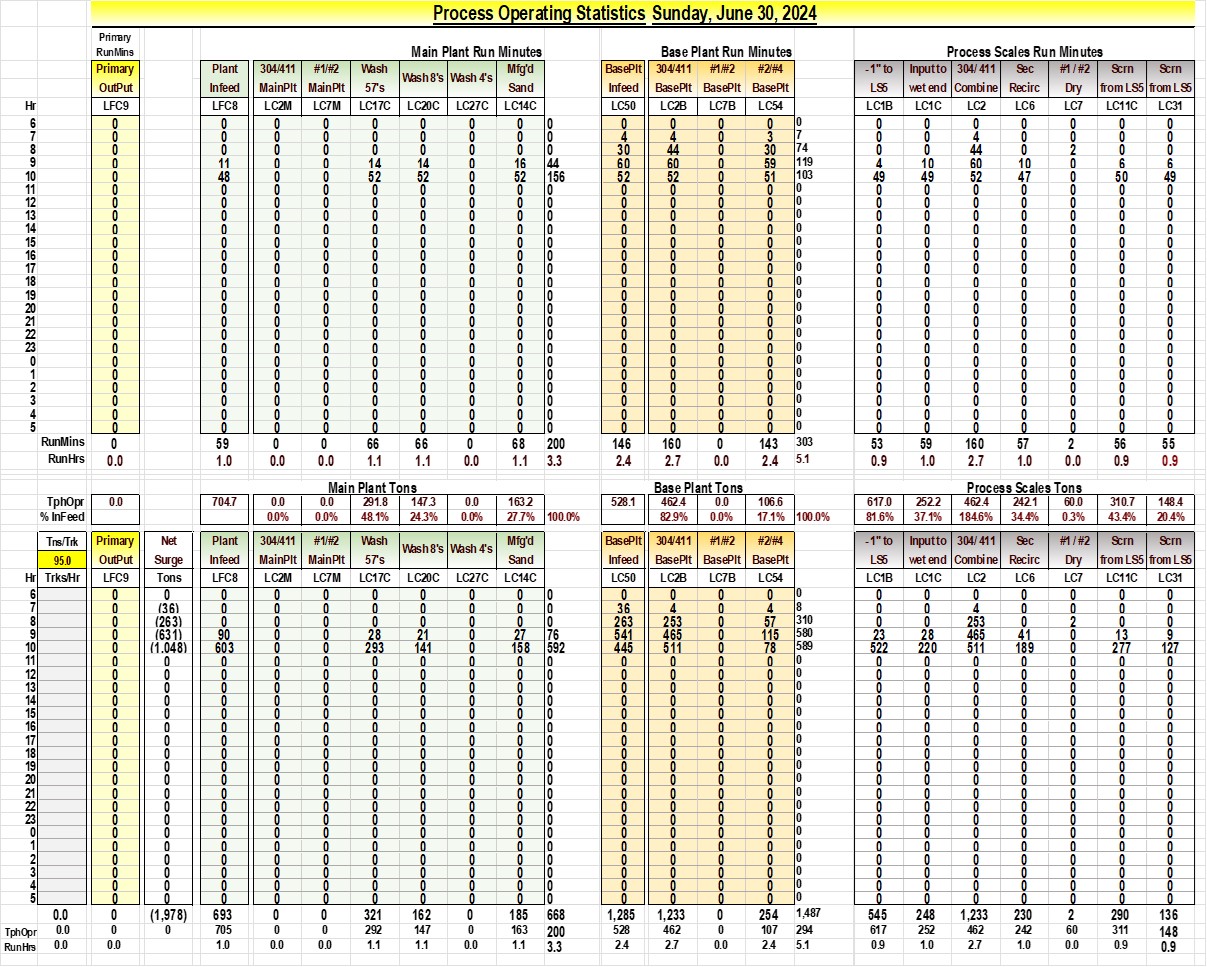 Process Operating Statistics Sunday, June 30, 2024
Primary
RunMins Main Plant Run Minutes Base Plant Run Minutes Process Scales Run Minutes
Primary Plant 304/411 #1/#2 Wash Wash 8's Wash 4's Mfg'd BasePlt 304/411 #1/#2 #2/#4 -1" to Input to 304/ 411 Sec #1 / #2 Scrn Scrn
OutPut Infeed MainPlt MainPlt 57's Sand Infeed BasePlt BasePlt BasePlt LS5 wet end Combine Recirc Dry from LS5 from LS5
Hr LFC9 LFC8 LC2M LC7M LC17C LC20C LC27C LC14C LC50 LC2B LC7B LC54 LC1B LC1C LC2 LC6 LC7 LC11C LC31
6 0 0 0 0 0 0 0 0 0 0 0 0 0 0 0 0 0 0 0 0 0
7 0 0 0 0 0 0 0 0 0 4 4 0 3 7 0 0 4 0 0 0 0
8 0 0 0 0 0 0 0 0 0 30 44 0 30 74 0 0 44 0 2 0 0
9 0 11 0 0 14 14 0 16 44 60 60 0 59 119 4 10 60 10 0 6 6
10 0 48 0 0 52 52 0 52 156 52 52 0 51 103 49 49 52 47 0 50 49
11 0 0 0 0 0 0 0 0 0 0 0 0 0 0 0 0 0 0 0 0 0
12 0 0 0 0 0 0 0 0 0 0 0 0 0 0 0 0 0 0 0 0 0
13 0 0 0 0 0 0 0 0 0 0 0 0 0 0 0 0 0 0 0 0 0
14 0 0 0 0 0 0 0 0 0 0 0 0 0 0 0 0 0 0 0 0 0
15 0 0 0 0 0 0 0 0 0 0 0 0 0 0 0 0 0 0 0 0 0
16 0 0 0 0 0 0 0 0 0 0 0 0 0 0 0 0 0 0 0 0 0
17 0 0 0 0 0 0 0 0 0 0 0 0 0 0 0 0 0 0 0 0 0
18 0 0 0 0 0 0 0 0 0 0 0 0 0 0 0 0 0 0 0 0 0
19 0 0 0 0 0 0 0 0 0 0 0 0 0 0 0 0 0 0 0 0 0
20 0 0 0 0 0 0 0 0 0 0 0 0 0 0 0 0 0 0 0 0 0
21 0 0 0 0 0 0 0 0 0 0 0 0 0 0 0 0 0 0 0 0 0
22 0 0 0 0 0 0 0 0 0 0 0 0 0 0 0 0 0 0 0 0 0
23 0 0 0 0 0 0 0 0 0 0 0 0 0 0 0 0 0 0 0 0 0
0 0 0 0 0 0 0 0 0 0 0 0 0 0 0 0 0 0 0 0 0 0
1 0 0 0 0 0 0 0 0 0 0 0 0 0 0 0 0 0 0 0 0 0
2 0 0 0 0 0 0 0 0 0 0 0 0 0 0 0 0 0 0 0 0 0
3 0 0 0 0 0 0 0 0 0 0 0 0 0 0 0 0 0 0 0 0 0
4 0 0 0 0 0 0 0 0 0 0 0 0 0 0 0 0 0 0 0 0 0
5 0 0 0 0 0 0 0 0 0 0 0 0 0 0 0 0 0 0 0 0 0
RunMins 0 59 0 0 66 66 0 68 200 146 160 0 143 303 53 59 160 57 2 56 55
RunHrs 0.0 1.0 0.0 0.0 1.1 1.1 0.0 1.1 3.3 2.4 2.7 0.0 2.4 5.1 0.9 1.0 2.7 1.0 0.0 0.9 0.9
Main Plant Tons Base Plant Tons Process Scales Tons
TphOpr 0.0 704.7 0.0 0.0 291.8 147.3 0.0 163.2 528.1 462.4 0.0 106.6 617.0 252.2 462.4 242.1 60.0 310.7 148.4
% InFeed 0.0% 0.0% 48.1% 24.3% 0.0% 27.7% 100.0% 82.9% 0.0% 17.1% 100.0% 81.6% 37.1% 184.6% 34.4% 0.3% 43.4% 20.4%
Tns/Trk Primary Net Plant 304/411 #1/#2 Wash Wash 8's Wash 4's Mfg'd BasePlt 304/411 #1/#2 #2/#4 -1" to Input to 304/ 411 Sec #1 / #2 Scrn Scrn
95.0 OutPut Surge Infeed MainPlt MainPlt 57's Sand Infeed BasePlt BasePlt BasePlt LS5 wet end Combine Recirc Dry from LS5 from LS5
Hr Trks/Hr LFC9 Tons LFC8 LC2M LC7M LC17C LC20C LC27C LC14C LC50 LC2B LC7B LC54 LC1B LC1C LC2 LC6 LC7 LC11C LC31
6 0 0 0 0 0 0 0 0 0 0 0 0 0 0 0 0 0 0 0 0 0 0
7 0 (36) 0 0 0 0 0 0 0 0 36 4 0 4 8 0 0 4 0 0 0 0
8 0 (263) 0 0 0 0 0 0 0 0 263 253 0 57 310 0 0 253 0 2 0 0
9 0 (631) 90 0 0 28 21 0 27 76 541 465 0 115 580 23 28 465 41 0 13 9
10 0 (1,048) 603 0 0 293 141 0 158 592 445 511 0 78 589 522 220 511 189 0 277 127
11 0 0 0 0 0 0 0 0 0 0 0 0 0 0 0 0 0 0 0 0 0 0
12 0 0 0 0 0 0 0 0 0 0 0 0 0 0 0 0 0 0 0 0 0 0
13 0 0 0 0 0 0 0 0 0 0 0 0 0 0 0 0 0 0 0 0 0 0
14 0 0 0 0 0 0 0 0 0 0 0 0 0 0 0 0 0 0 0 0 0 0
15 0 0 0 0 0 0 0 0 0 0 0 0 0 0 0 0 0 0 0 0 0 0
16 0 0 0 0 0 0 0 0 0 0 0 0 0 0 0 0 0 0 0 0 0 0
17 0 0 0 0 0 0 0 0 0 0 0 0 0 0 0 0 0 0 0 0 0 0
18 0 0 0 0 0 0 0 0 0 0 0 0 0 0 0 0 0 0 0 0 0 0
19 0 0 0 0 0 0 0 0 0 0 0 0 0 0 0 0 0 0 0 0 0 0
20 0 0 0 0 0 0 0 0 0 0 0 0 0 0 0 0 0 0 0 0 0 0
21 0 0 0 0 0 0 0 0 0 0 0 0 0 0 0 0 0 0 0 0 0 0
22 0 0 0 0 0 0 0 0 0 0 0 0 0 0 0 0 0 0 0 0 0 0
23 0 0 0 0 0 0 0 0 0 0 0 0 0 0 0 0 0 0 0 0 0 0
0 0 0 0 0 0 0 0 0 0 0 0 0 0 0 0 0 0 0 0 0 0 0
1 0 0 0 0 0 0 0 0 0 0 0 0 0 0 0 0 0 0 0 0 0 0
2 0 0 0 0 0 0 0 0 0 0 0 0 0 0 0 0 0 0 0 0 0 0
3 0 0 0 0 0 0 0 0 0 0 0 0 0 0 0 0 0 0 0 0 0 0
4 0 0 0 0 0 0 0 0 0 0 0 0 0 0 0 0 0 0 0 0 0 0
5 0 0 0 0 0 0 0 0 0 0 0 0 0 0 0 0 0 0 0 0 0 0
0.0 0 (1,978) 693 0 0 321 162 0 185 668 1,285 1,233 0 254 1,487 545 248 1,233 230 2 290 136
TphOpr 0.0 0 0 705 0 0 292 147 0 163 200 528 462 0 107 294 617 252 462 242 60 311 148
RunHrs 0.0 0.0 1.0 0.0 0.0 1.1 1.1 0.0 1.1 3.3 2.4 2.7 0.0 2.4 5.1 0.9 1.0 2.7 1.0 0.0 0.9 0.9